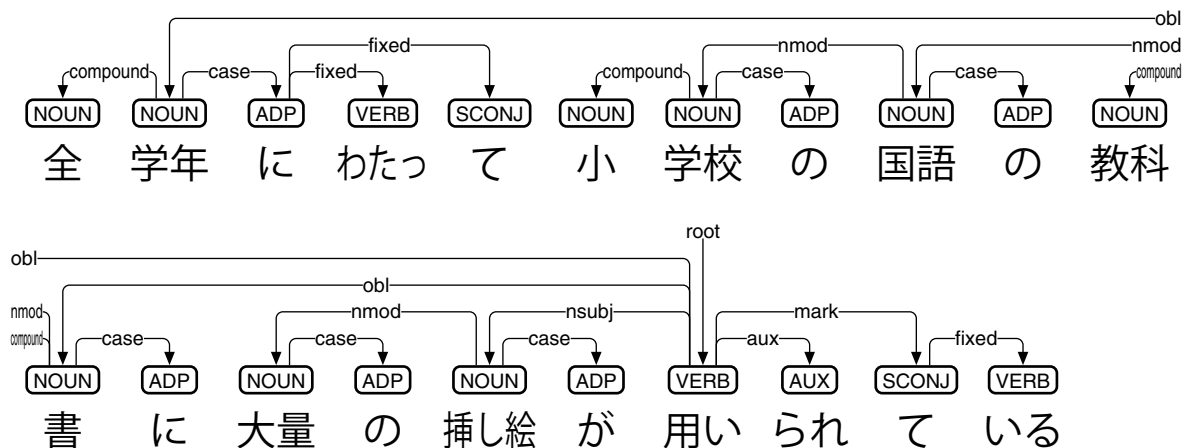 obl
fixed nmod nmod
compound case fixed compound case case compound
NOUN NOUN ADP VERB SCONJ NOUN NOUN ADP NOUN ADP NOUN
全 学年 に わたっ て 小 学校 の 国語 の 教科
root
obl
obl
nmod nmod nsubj mark
compound case case case aux fixed
NOUN ADP NOUN ADP NOUN ADP VERB AUX SCONJ VERB
書 に 大量 の 挿し絵 が 用い られ て いる